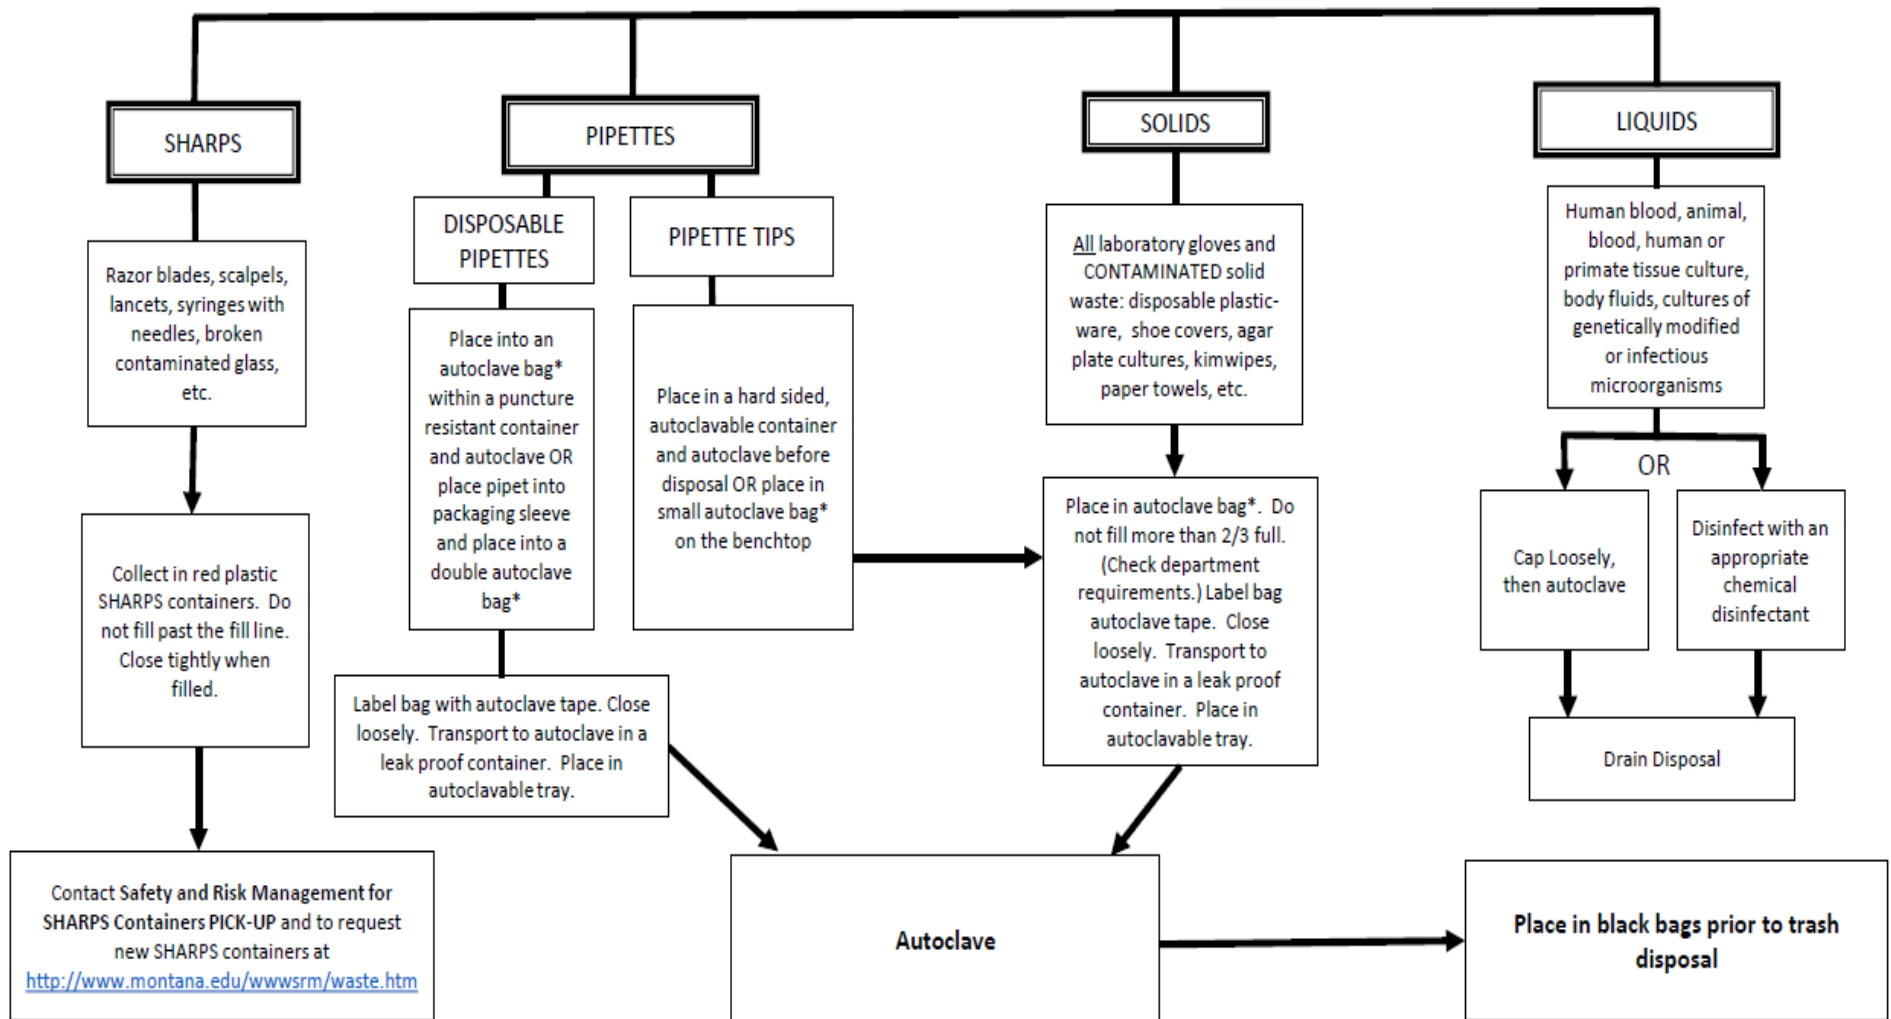 SHARPS
Razor blades, scalpels,
lancets, syringes with
needles, broken
contaminated glass,
etc.
Collect in red plastic
SHARPS containers.  Do
not fill past the fill line.
Close tightly when
filled.
Contact Safety and Risk Management for
SHARPS Containers PICK-UP and to request
new SHARPS containers at
http://www.montana.edu/wwwsrm/waste.htm
PIPETTES
DISPOSABLE
PIPETTES
Place into an
autoclave bag*
within a puncture
resistant container
and autoclave OR
place pipet into
packaging sleeve
and place into a
double autoclave
bag*
Label bag with autoclave tape. Close
loosely.  Transport to autoclave in a
leak proof container.  Place in
autoclavable tray.
PIPETTE TIPS
Place in a hard sided,
autoclavable container
and autoclave before
disposal OR place in
small autoclave bag*
on the benchtop
SOLIDS
All laboratory gloves and
CONTAMINATED solid
waste: disposable plastic-
ware,  shoe covers, agar
plate cultures, kimwipes,
paper towels, etc.
Place in autoclave bag*.  Do
not fill more than 2/3 full.
(Check department
requirements.) Label bag
autoclave tape.  Close
loosely.  Transport to
autoclave in a leak proof
container.  Place in
autoclavable tray.
LIQUIDS
Human blood, animal,
blood, human or
primate tissue culture,
body fluids, cultures of
genetically modified
or infectious
microorganisms
OR
Cap Loosely,
then autoclave
Disinfect with an
appropriate
chemical
disinfectant
Drain Disposal
Autoclave
Place in black bags prior to trash
disposal